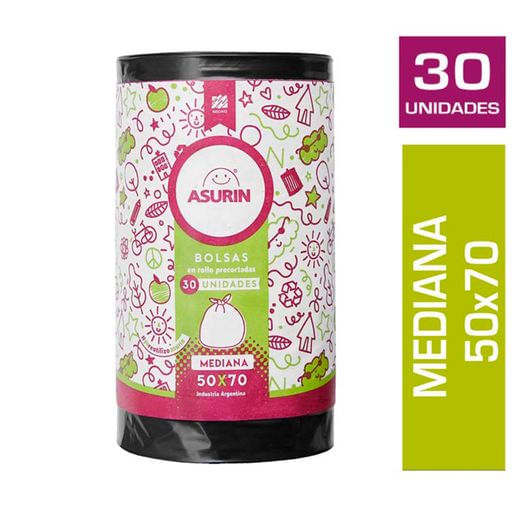 ASURIN
BOLSAS
en rollo precortadas
30 UNIDADES
MEDIANA
50X70
Industria Argentina
30
UNIDADES
MEDIANA
50x70